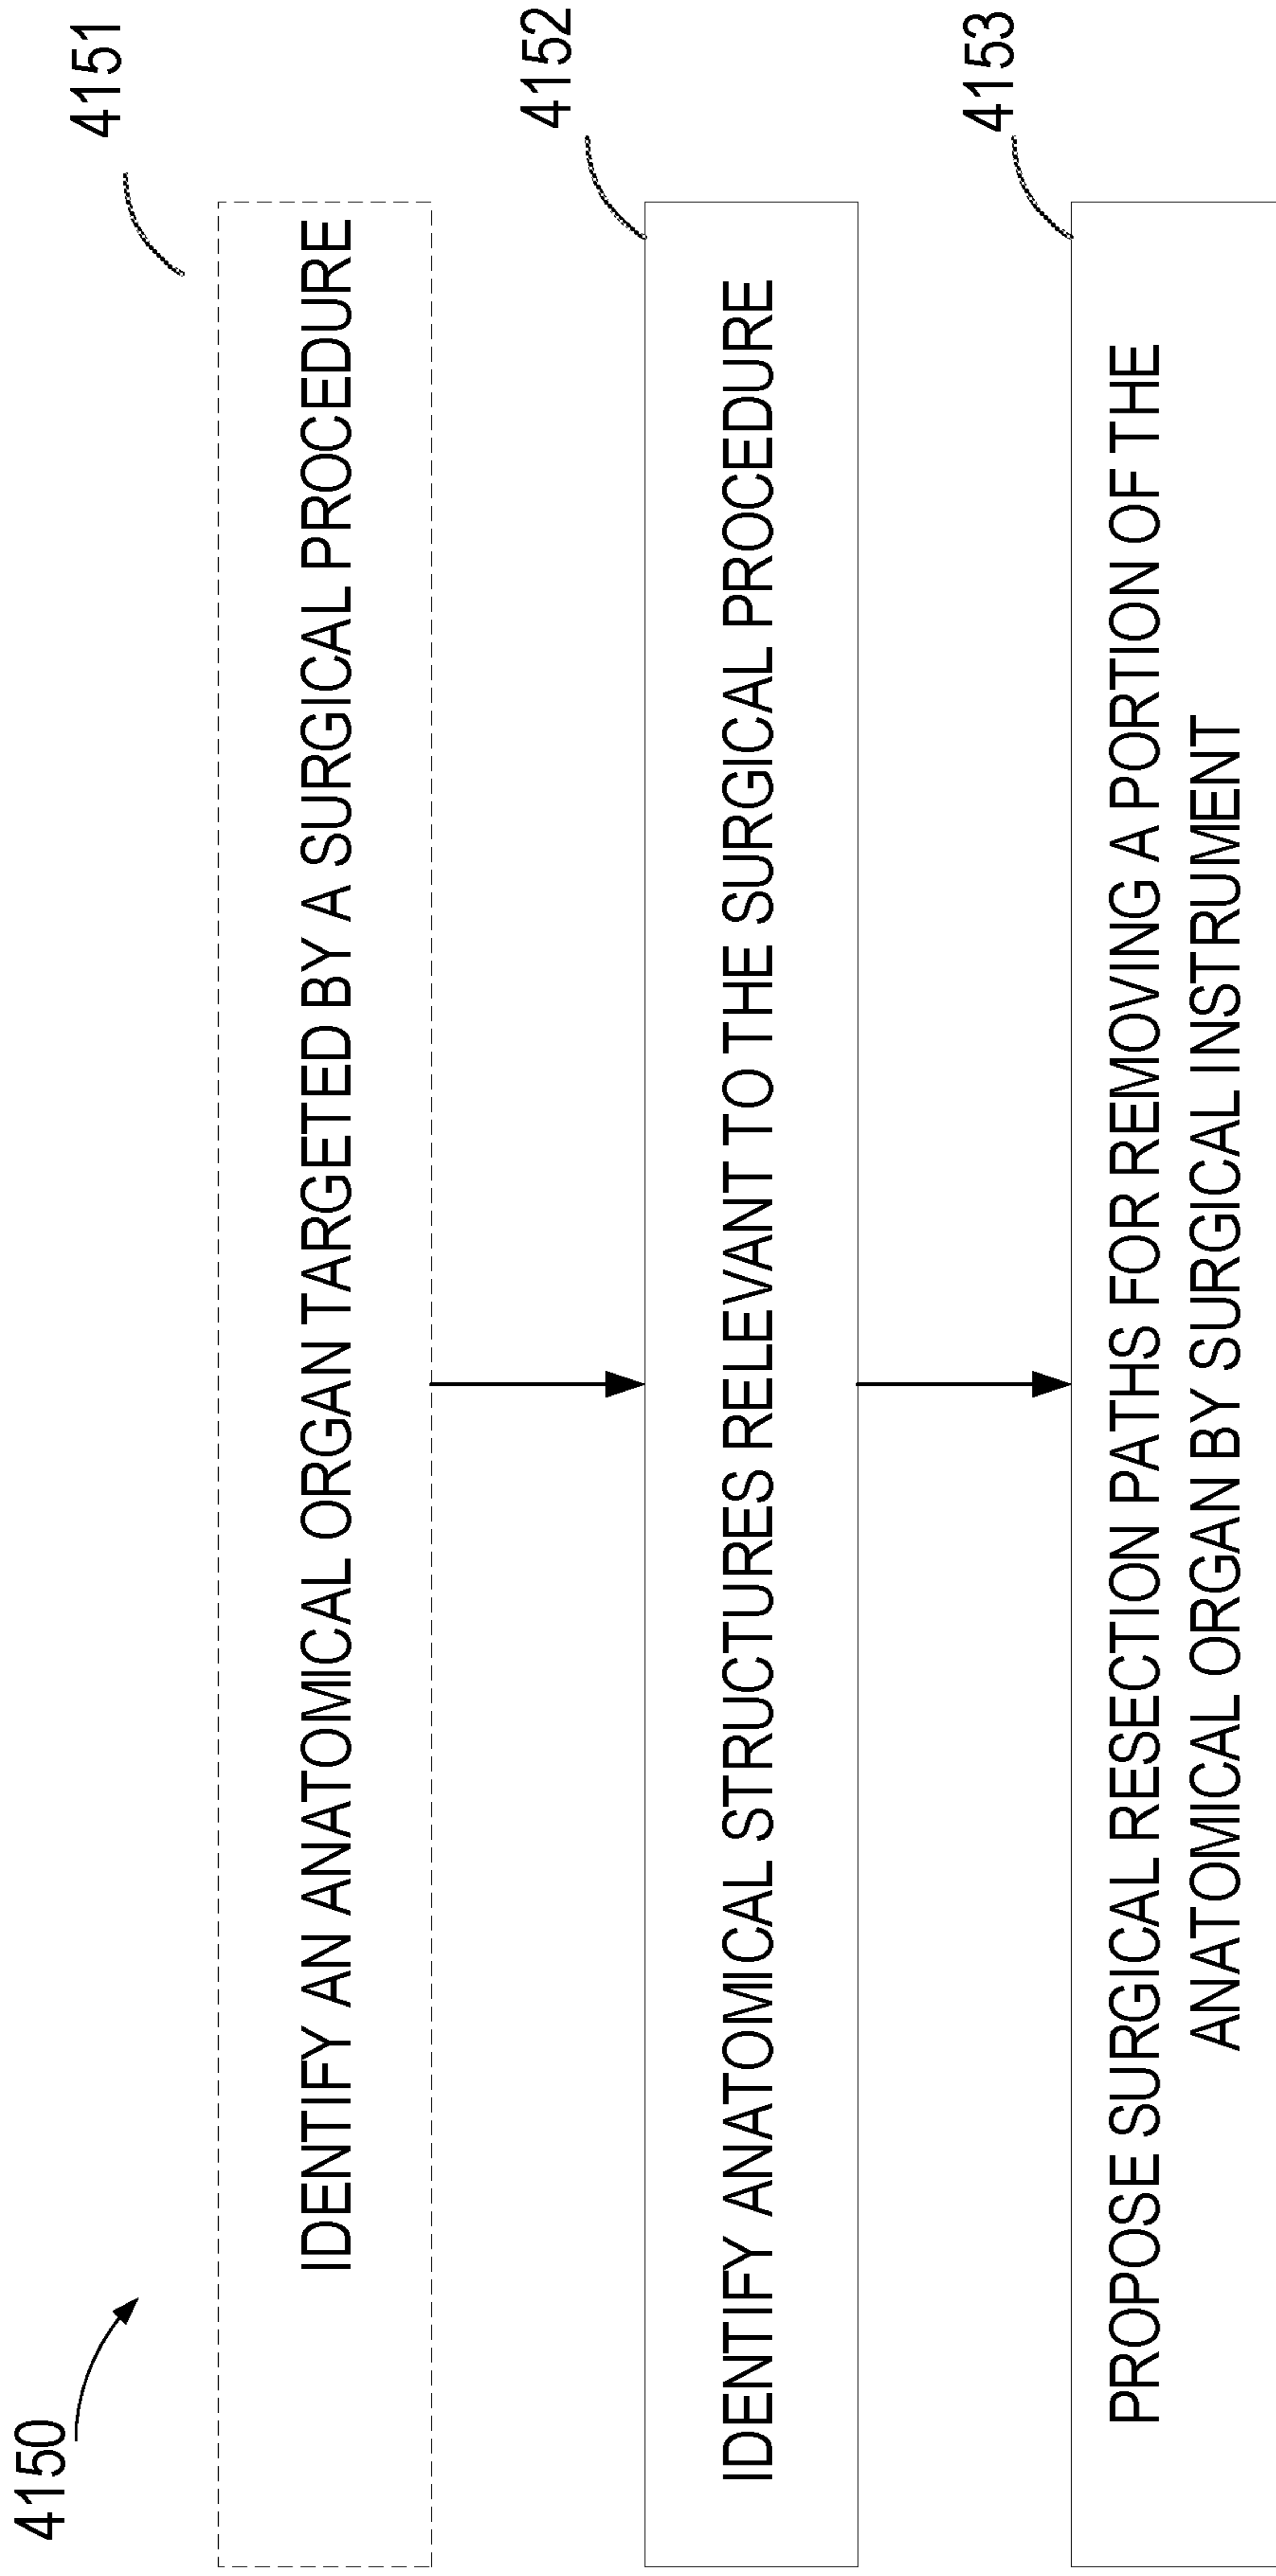 4150
4151
IDENTIFY AN ANATOMICAL ORGAN TARGETED BY A SURGICAL PROCEDURE
4152
IDENTIFY ANATOMICAL STRUCTURES RELEVANT TO THE SURGICAL PROCEDURE
4153
PROPOSE SURGICAL RESECTION PATHS FOR REMOVING A PORTION OF THE
ANATOMICAL ORGAN BY SURGICAL INSTRUMENT